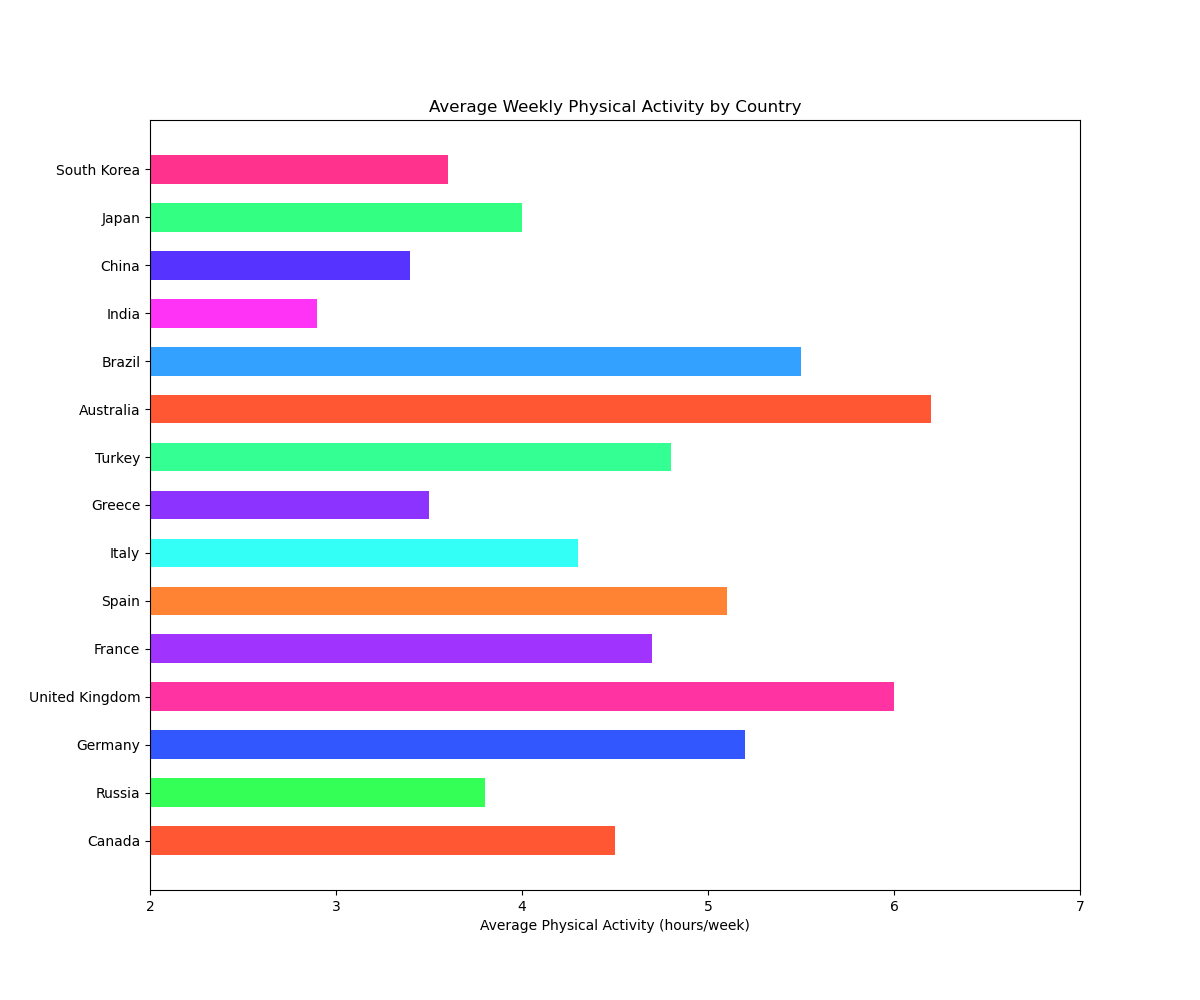 Average Weekly Physical Activity by Country
South Korea
Japan
China
India
Brazil
Australia
Turkey
Greece
Italy
Spain
France
United Kingdom
Germany
Russia
Canada
2 3 4 5 6 7
Average Physical Activity (hours/week)